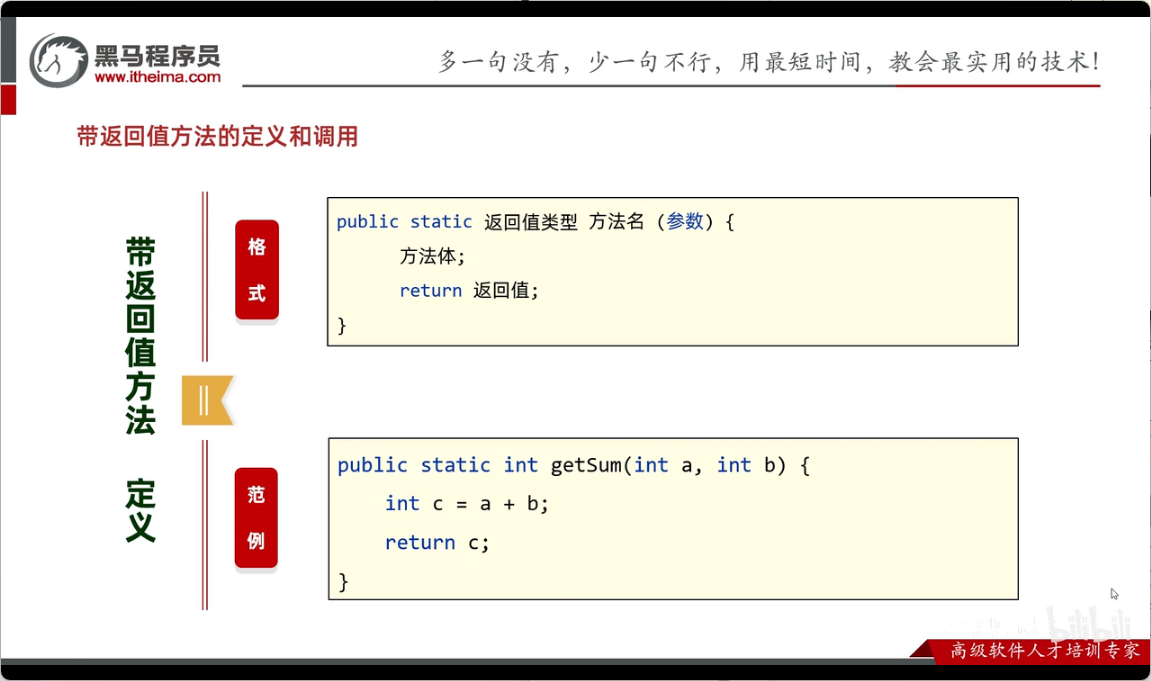 黑马程序员
www.itheima.com
多一句没有，少一句不行，用最短时间，教会最实用的技术！
带返回值方法的定义和调用
带返回值方法 定义
格式
public static 返回值类型 方法名 (参数) {
方法体;
return 返回值;
}
范例
public static int getSum(int a, int b) {
int c = a + b;
return c;
}
bilibili
高级软件人才培训专家